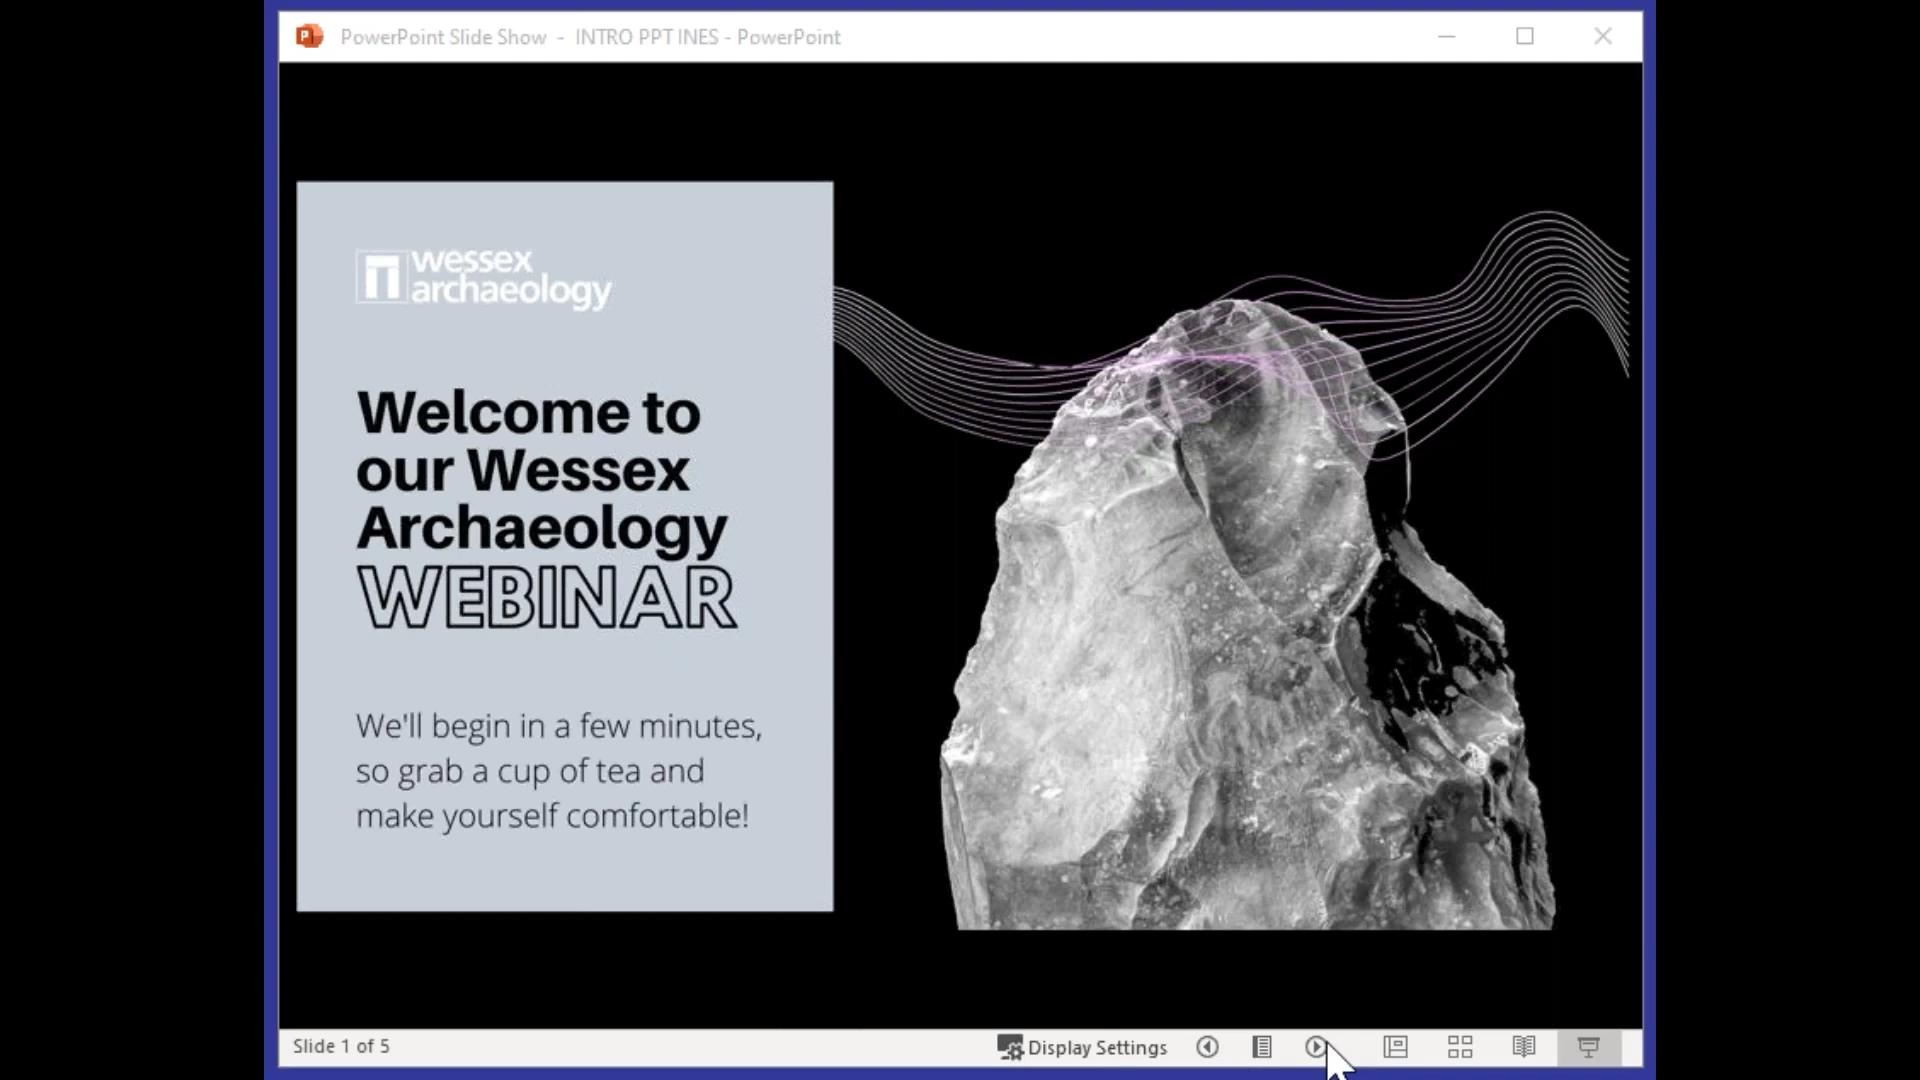 PowerPoint Slide Show - INTRO PPT INES - PowerPoint
wessex
archaeology
Welcome to
our Wessex
Archaeology
WEBINAR
We'll begin in a few minutes,
so grab a cup of tea and
make yourself comfortable!
Slide 1 of 5
Display Settings